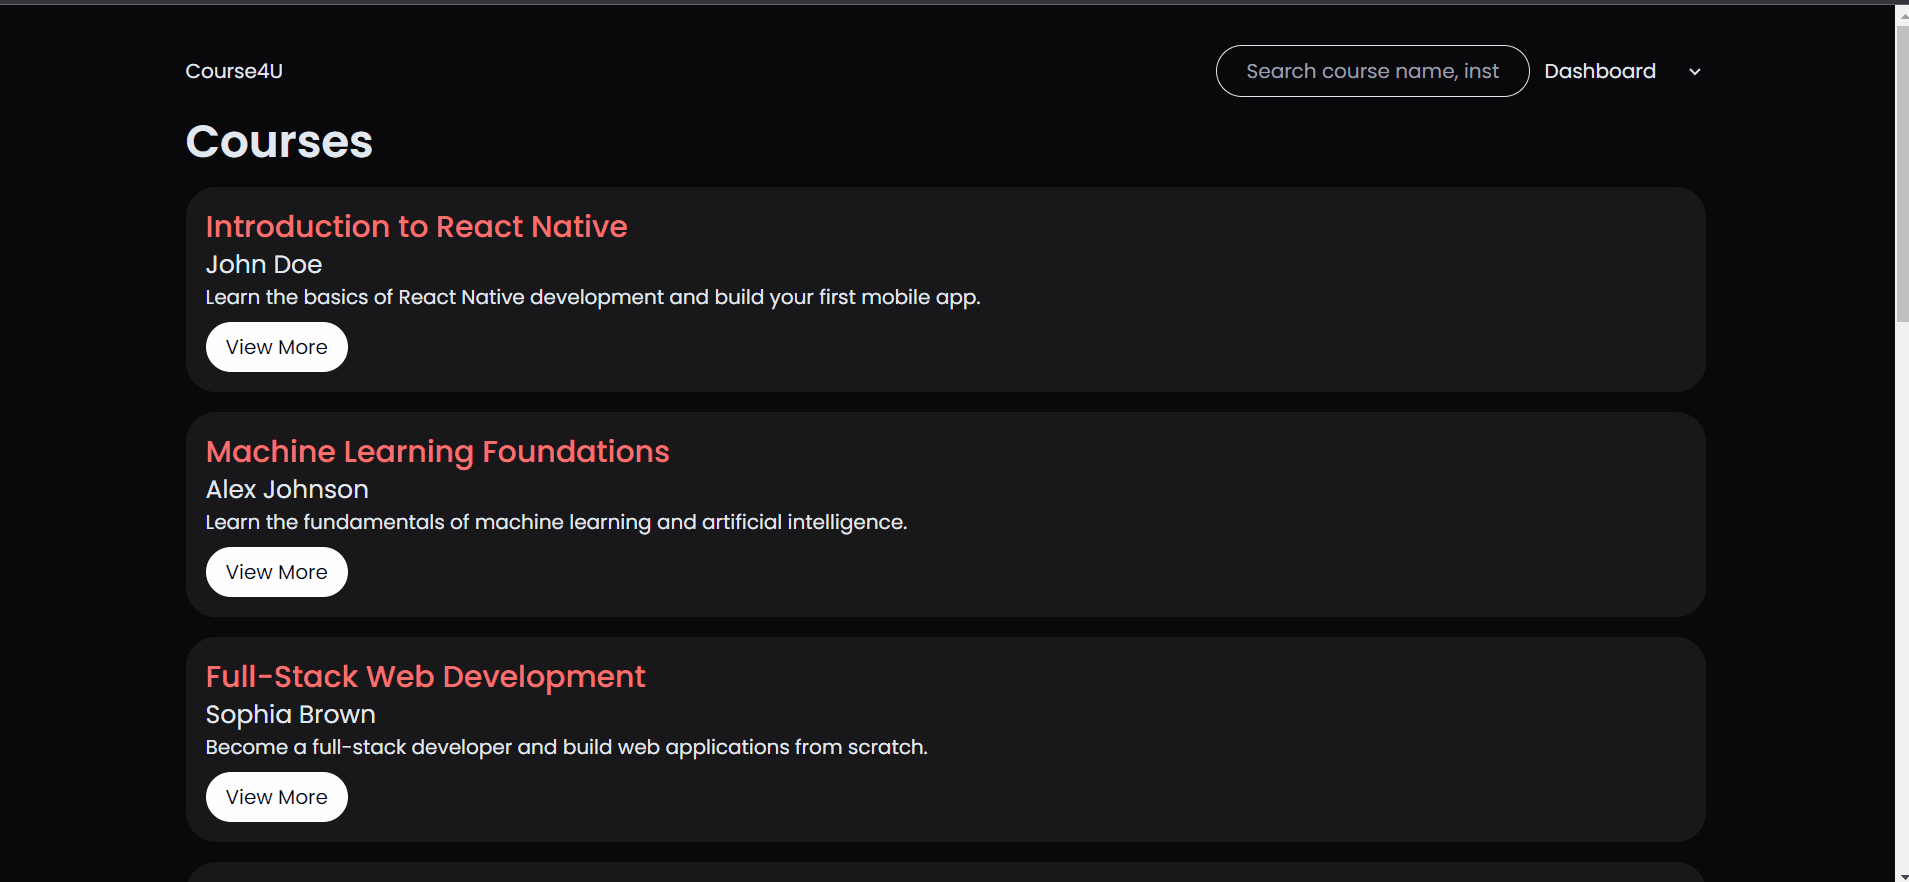 Course4U
Search course name, inst
Dashboard
Courses
Introduction to React Native
John Doe
Learn the basics of React Native development and build your first mobile app.
View More
Machine Learning Foundations
Alex Johnson
Learn the fundamentals of machine learning and artificial intelligence.
View More
Full-Stack Web Development
Sophia Brown
Become a full-stack developer and build web applications from scratch.
View More